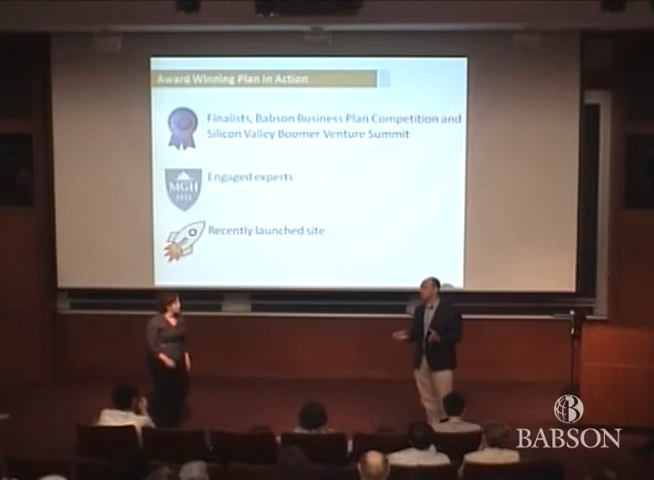 Award Winning Plan In Action
Finalists, Babson Business Plan Competition and
Silicon Valley Boomer Venture Summit
MGH
1811
Engaged experts
Recently launched site
BABSON